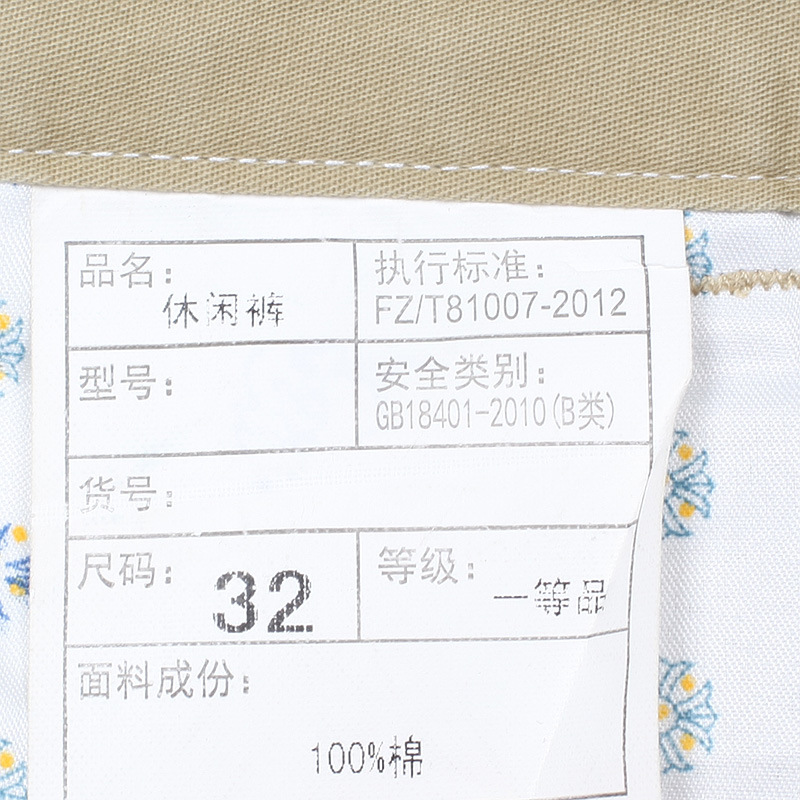 品名:
休闲裤
执行标准:
FZ/T81007-2012
型号:
安全类别:
GB18401-2010(B类)
货号:
尺码: 32
等级:
一等品
面料成份:
100%棉